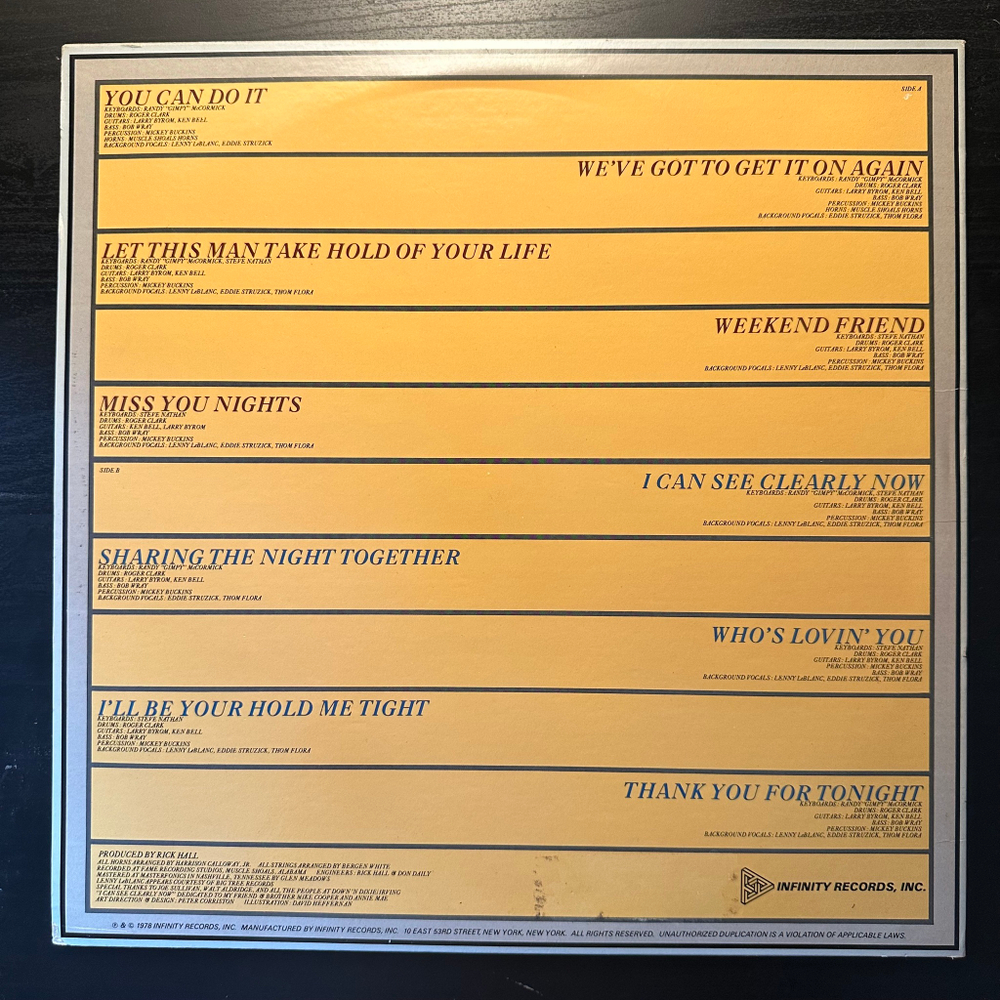 YOU CAN DO IT
SIDE A
KEYBOARDS: RANDY "GIMPY" McCORMICK
DRUMS: ROGER CLARK
GUITARS: LARRY BYROM, KEN BELL
BASS: BOB WRAY
PERCUSSION: MICKEY BUCKINS
HORNS: MUSCLE SHOALS HORNS
BACKGROUND VOCALS: LENNY LeBLANC, EDDIE STRUZICK
WE'VE GOT TO GET IT ON AGAIN
KEYBOARDS: RANDY "GIMPY" McCORMICK
DRUMS: ROGER CLARK
GUITARS: LARRY BYROM, KEN BELL
BASS: BOB WRAY
PERCUSSION: MICKEY BUCKINS
HORNS: MUSCLE SHOALS HORNS
BACKGROUND VOCALS: EDDIE STRUZICK, THOM FLORA
LET THIS MAN TAKE HOLD OF YOUR LIFE
KEYBOARDS: RANDY "GIMPY" McCORMICK, STEVE NATHAN
DRUMS: ROGER CLARK
GUITARS: LARRY BYROM, KEN BELL
BASS: BOB WRAY
PERCUSSION: MICKEY BUCKINS
BACKGROUND VOCALS: LENNY LeBLANC, EDDIE STRUZICK, THOM FLORA
WEEKEND FRIEND
KEYBOARDS: STEVE NATHAN
DRUMS: ROGER CLARK
GUITARS: LARRY BYROM, KEN BELL
BASS: BOB WRAY
PERCUSSION: MICKEY BUCKINS
BACKGROUND VOCALS: LENNY LeBLANC, EDDIE STRUZICK, THOM FLORA
MISS YOU NIGHTS
KEYBOARDS: STEVE NATHAN
DRUMS: ROGER CLARK
GUITARS: KEN BELL, LARRY BYROM
BASS: BOB WRAY
PERCUSSION: MICKEY BUCKINS
BACKGROUND VOCALS: LENNY LeBLANC, EDDIE STRUZICK, THOM FLORA
SIDE B
I CAN SEE CLEARLY NOW
KEYBOARDS: RANDY "GIMPY" McCORMICK, STEVE NATHAN
DRUMS: ROGER CLARK
GUITARS: LARRY BYROM, KEN BELL
BASS: BOB WRAY
PERCUSSION: MICKEY BUCKINS
BACKGROUND VOCALS: LENNY LeBLANC, EDDIE STRUZICK, THOM FLORA
SHARING THE NIGHT TOGETHER
KEYBOARDS: RANDY "GIMPY" McCORMICK
DRUMS: ROGER CLARK
GUITARS: LARRY BYROM, KEN BELL
BASS: BOB WRAY
PERCUSSION: MICKEY BUCKINS
BACKGROUND VOCALS: EDDIE STRUZICK, THOM FLORA
WHO'S LOVIN' YOU
KEYBOARDS: STEVE NATHAN
DRUMS: ROGER CLARK
GUITARS: LARRY BYROM, KEN BELL
PERCUSSION: MICKEY BUCKINS
BASS: BOB WRAY
BACKGROUND VOCALS: LENNY LeBLANC, EDDIE STRUZICK, THOM FLORA
I'LL BE YOUR HOLD ME TIGHT
KEYBOARDS: STEVE NATHAN
DRUMS: ROGER CLARK
GUITARS: LARRY BYROM, KEN BELL
BASS: BOB WRAY
PERCUSSION: MICKEY BUCKINS
BACKGROUND VOCALS: LENNY LeBLANC, EDDIE STRUZICK, THOM FLORA
THANK YOU FOR TONIGHT
KEYBOARDS: RANDY "GIMPY" McCORMICK
DRUMS: ROGER CLARK
GUITARS: LARRY BYROM, KEN BELL
BASS: BOB WRAY
PERCUSSION: MICKEY BUCKINS
BACKGROUND VOCALS: LENNY LeBLANC, EDDIE STRUZICK, THOM FLORA
PRODUCED BY RICK HALL
ALL HORNS ARRANGED BY HARRISON CALLOWAY, JR. ALL STRINGS ARRANGED BY BERGEN WHITE
RECORDED AT FAME RECORDING STUDIOS, MUSCLE SHOALS, ALABAMA ENGINEERS: RICK HALL & DON DAILY
MASTERED AT MASTERFONICS IN NASHVILLE, TENNESSEE BY GLEN MEADOWS
LENNY LeBLANC APPEARS COURTESY OF BIG TREE RECORDS
SPECIAL THANKS TO JOE SULLIVAN, WALT ALDRIDGE, AND ALL THE PEOPLE AT DOWN 'N DIXIE/IRVING
"I CAN SEE CLEARLY NOW" DEDICATED TO MY FRIEND & BROTHER MIKE COOPER AND ANNIE MAE
ART DIRECTION & DESIGN: PETER CORRISTON ILLUSTRATION: DAVID HEFFERNAN
INFINITY RECORDS, INC.
℗ & © 1978 INFINITY RECORDS, INC. MANUFACTURED BY INFINITY RECORDS, INC. 10 EAST 53RD STREET, NEW YORK, NEW YORK. ALL RIGHTS RESERVED. UNAUTHORIZED DUPLICATION IS A VIOLATION OF APPLICABLE LAWS.